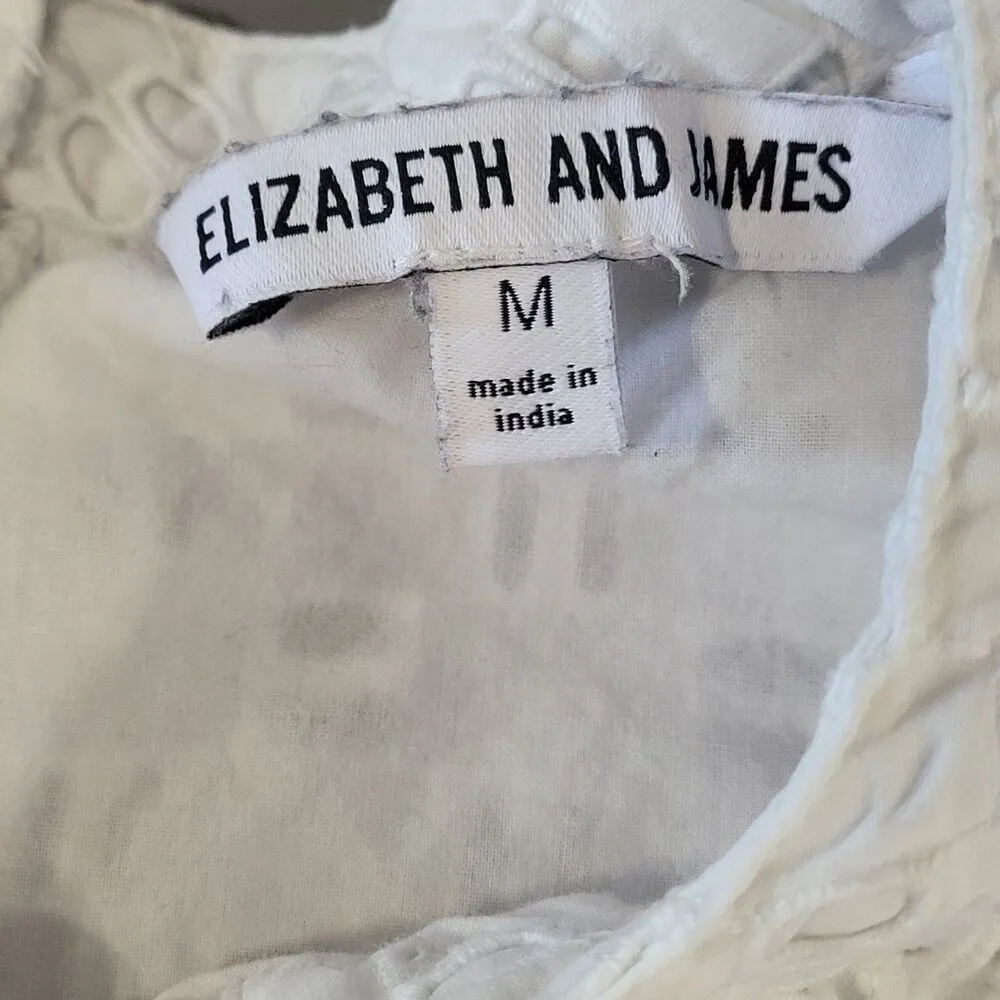 ELIZABETH AND JAMES
M
made in
india